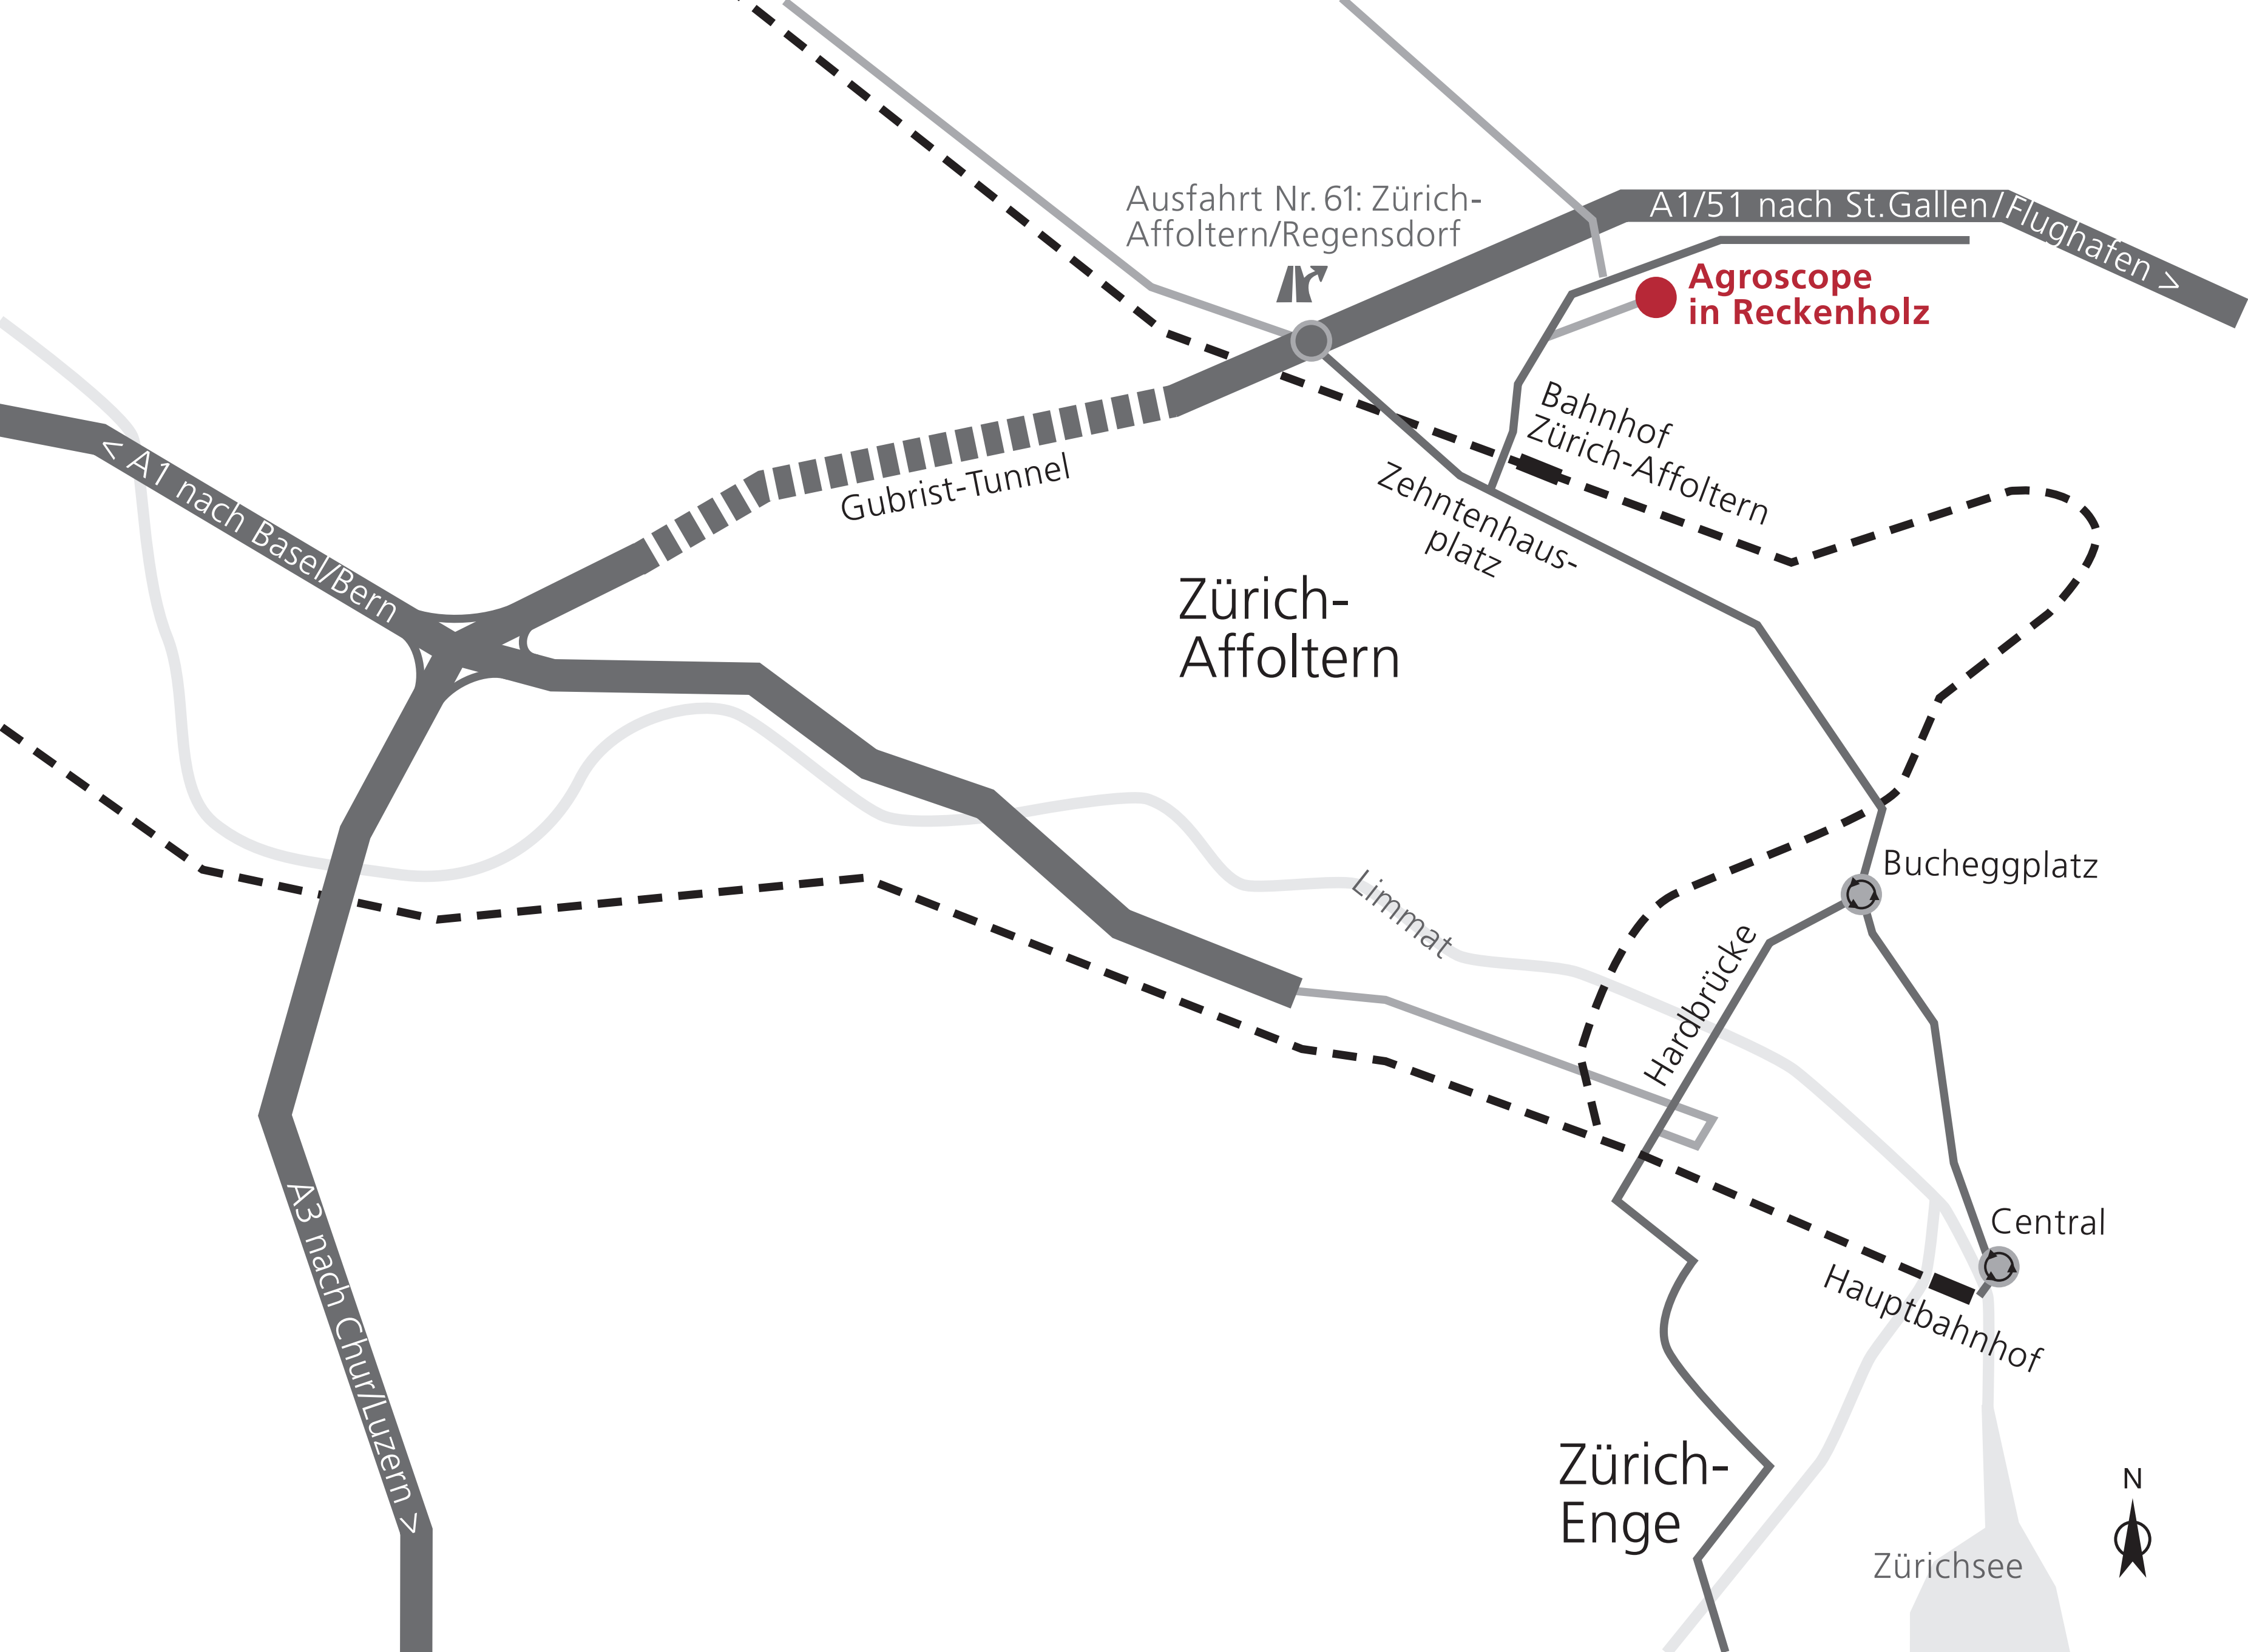 Ausfahrt Nr. 61: Zürich-
Affoltern/Regensdorf
A1/51 nach St.Gallen/Flughafen >
Agroscope
in Reckenholz
Bahnhof
Zürich-Affoltern
Zehntenhaus-
platz
Gubrist-Tunnel
< A1 nach Basel/Bern
Zürich-
Affoltern
Bucheggplatz
Limmat
Hardbrücke
A3 nach Chur/Luzern >
Central
Hauptbahnhof
Zürich-
Enge
N
Zürichsee